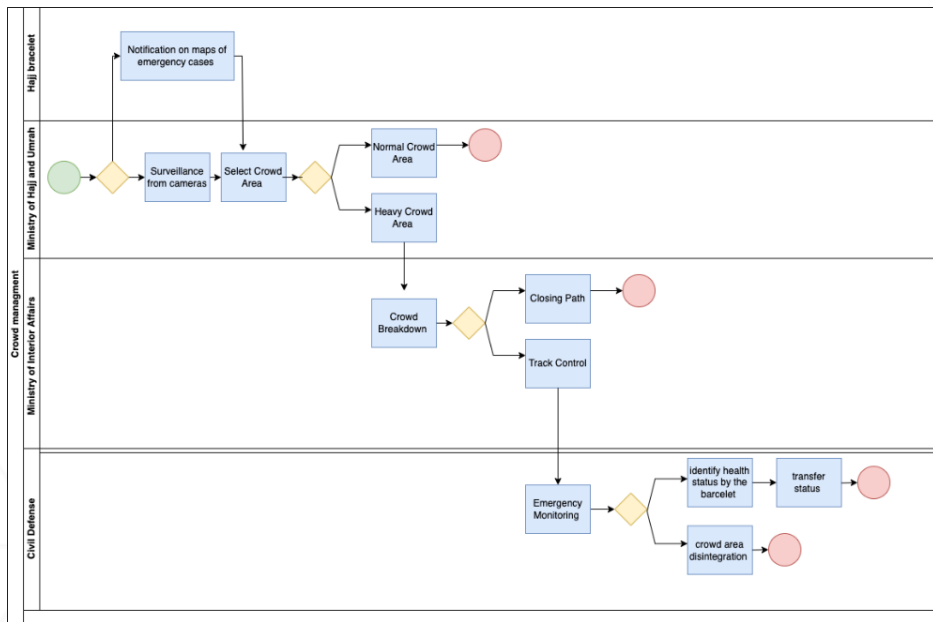 Crowd managment
Hajj bracelet
Notification on maps of
emergency cases
Ministry of Hajj and Umrah
Surveillance
from cameras
Select Crowd
Area
Normal Crowd
Area
Heavy Crowd
Area
Ministry of Interior Affairs
Crowd
Breakdown
Closing Path
Track Control
Civil Defense
Emergency
Monitoring
identify health
status by the
barcelet
transfer
status
crowd area
disintegration